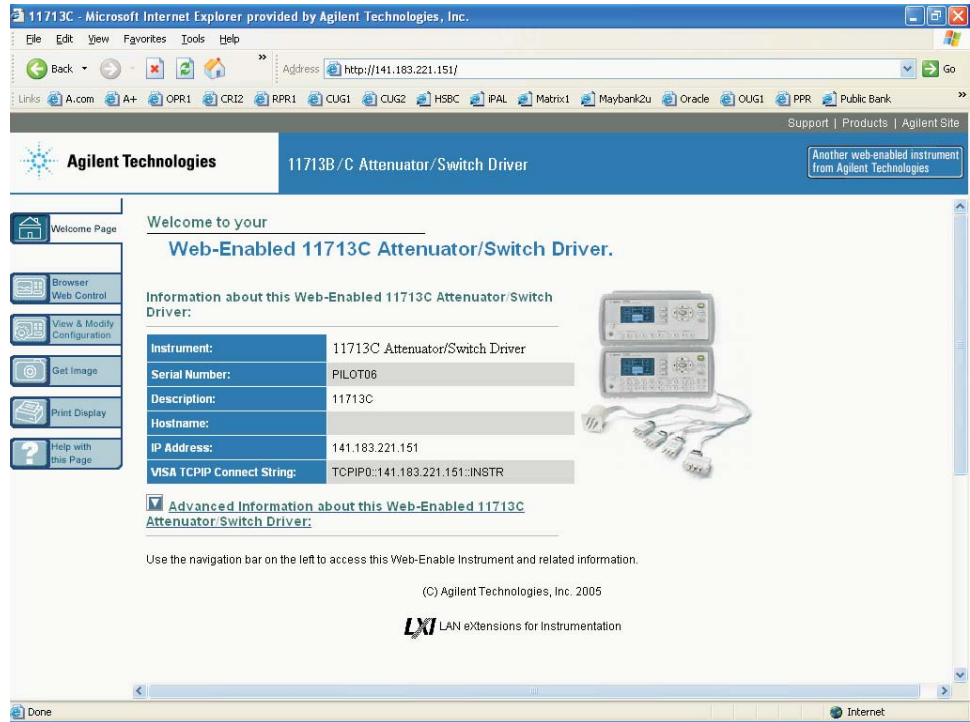 11713C - Microsoft Internet Explorer provided by Agilent Technologies, Inc.
File Edit View Favorites Tools Help
Back » Address http://141.183.221.151/ Go
Links A.com A+ OPR1 CRI2 RPR1 CUG1 CUG2 HSBC iPAL Matrix1 Maybank2u Oracle OUG1 PPR Public Bank »
Support | Products | Agilent Site
Agilent Technologies
11713B/C Attenuator/Switch Driver
Another web-enabled instrument
from Agilent Technologies
Welcome Page
Browser
Web Control
View & Modify
Configuration
Get Image
Print Display
Help with
this Page
Welcome to your
Web-Enabled 11713C Attenuator/Switch Driver.
Information about this Web-Enabled 11713C Attenuator/Switch
Driver:
Instrument: 11713C Attenuator/Switch Driver
Serial Number: PILOT06
Description: 11713C
Hostname:
IP Address: 141.183.221.151
VISA TCPIP Connect String: TCPIP0::141.183.221.151::INSTR
Advanced Information about this Web-Enabled 11713C
Attenuator/Switch Driver:
Use the navigation bar on the left to access this Web-Enable Instrument and related information.
(C) Agilent Technologies, Inc. 2005
LXI LAN eXtensions for Instrumentation
Done Internet